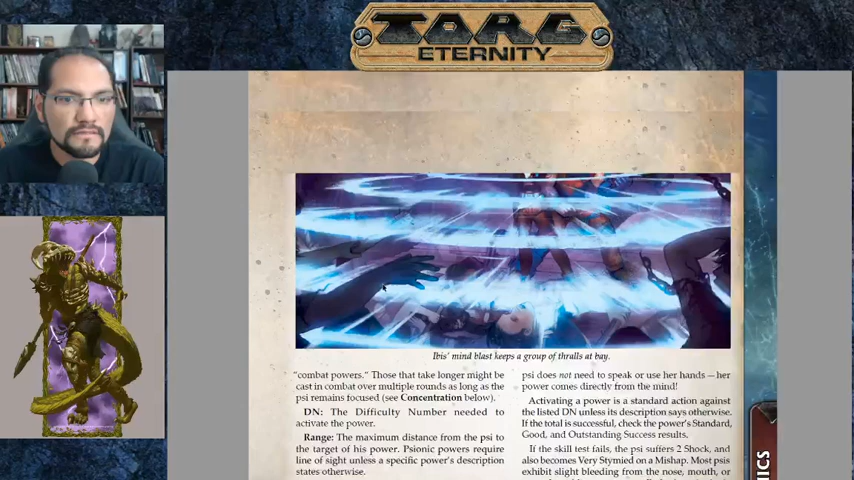 TORG
ETERNITY
Ibis' mind blast keeps a group of thralls at bay.
"combat powers." Those that take longer might be
cast in combat over multiple rounds as long as the
psi remains focused (see Concentration below).
DN: The Difficulty Number needed to
activate the power.
Range: The maximum distance from the psi to
the target of his power. Psionic powers require
line of sight unless a specific power's description
states otherwise.
psi does not need to speak or use her hands—her
power comes directly from the mind!
Activating a power is a standard action against
the listed DN unless its description says otherwise.
If the total is successful, check the power's Standard,
Good, and Outstanding Success results.
If the skill test fails, the psi suffers 2 Shock, and
also becomes Very Stymied on a Mishap. Most psis
exhibit slight bleeding from the nose, mouth, or
ICS